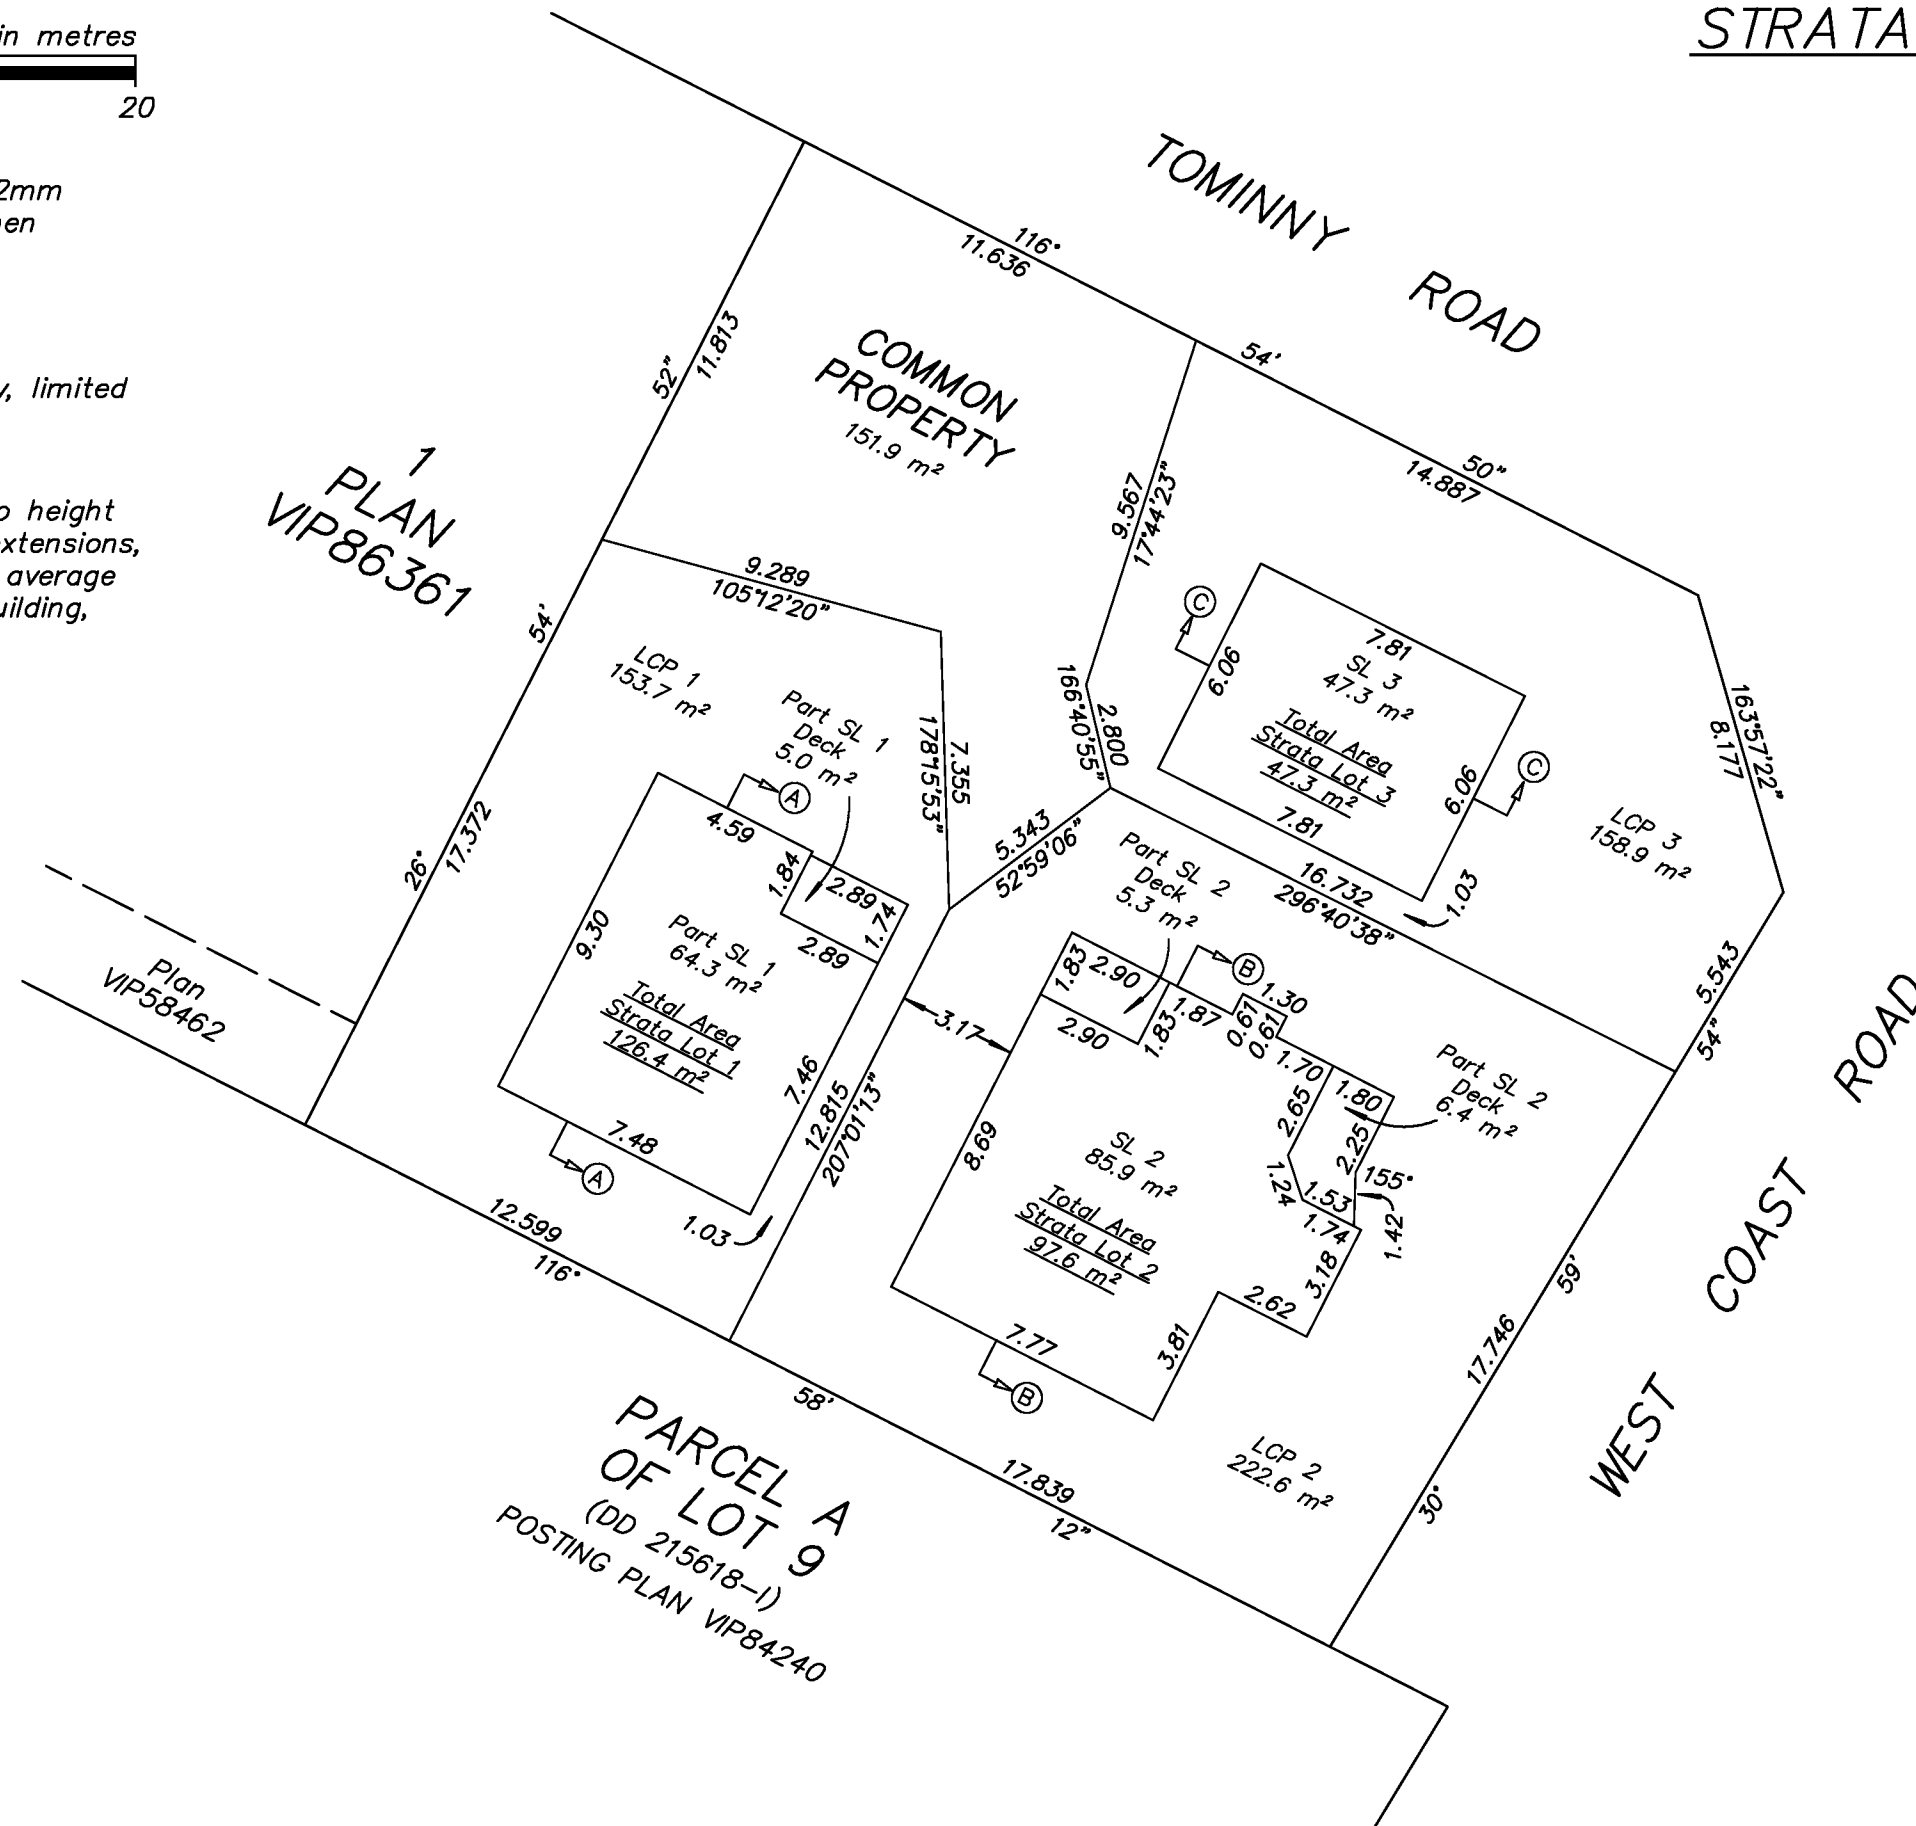 in metres
20
STRATA
2mm
en
y, limited
o height
extensions,
average
uilding,
TOMINNY ROAD
116°
11.636
54'
50"
14.887
52"
11.813
COMMON
PROPERTY
151.9 m²
1
PLAN
VIP86361
9.567
17°44'23"
9.289
105°12'20"
54'
LCP 1
153.7 m²
Part SL 1
Deck
5.0 m²
7.355
178°15'53"
2.800
166°40'55"
C
7.81
6.06
SL 3
47.3 m²
Total Area
Strata Lot 3
47.3 m²
6.06
C
7.81
163°57'22"
8.177
LCP 3
158.9 m²
A
4.59
1.84
2.89
1.74
2.89
5.343
52°59'06"
16.732
296°40'38"
1.03
17.372
26°
9.30
Part SL 1
64.3 m²
Total Area
Strata Lot 1
126.4 m²
7.46
7.48
A
1.03
12.815
207°01'13"
3.17
Plan
VIP58462
Part SL 2
Deck
5.3 m²
1.83
2.90
2.90
1.83
B
1.87
0.67
1.30
0.61
1.70
1.80
2.65
2.25
Part SL 2
Deck
6.4 m²
155°
1.24
1.53
1.42
1.74
3.18
2.62
3.81
8.69
SL 2
85.9 m²
Total Area
Strata Lot 2
97.6 m²
7.77
B
5.543
54"
59'
17.746
30°
WEST COAST ROAD
12.599
116°
58'
17.839
12"
LCP 2
222.6 m²
PARCEL A
OF LOT 9
(DD 215618-I)
POSTING PLAN VIP84240